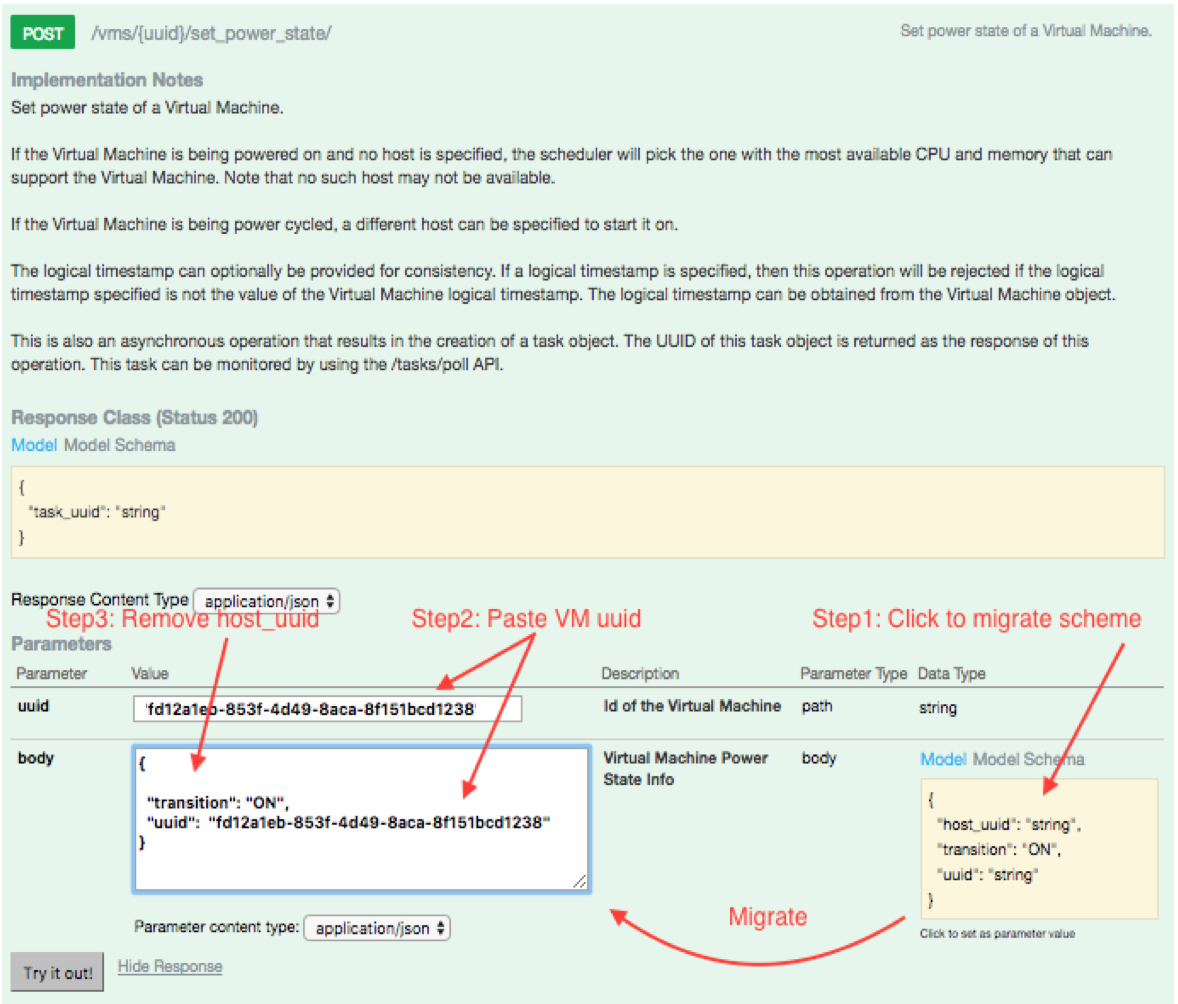 POST /vms/{uuid}/set_power_state/ Set power state of a Virtual Machine.
Implementation Notes
Set power state of a Virtual Machine.
If the Virtual Machine is being powered on and no host is specified, the scheduler will pick the one with the most available CPU and memory that can
support the Virtual Machine. Note that no such host may not be available.
If the Virtual Machine is being power cycled, a different host can be specified to start it on.
The logical timestamp can optionally be provided for consistency. If a logical timestamp is specified, then this operation will be rejected if the logical
timestamp specified is not the value of the Virtual Machine logical timestamp. The logical timestamp can be obtained from the Virtual Machine object.
This is also an asynchronous operation that results in the creation of a task object. The UUID of this task object is returned as the response of this
operation. This task can be monitored by using the /tasks/poll API.
Response Class (Status 200)
Model Model Schema
{
"task_uuid": "string"
}
Response Content Type application/json
Step3: Remove host_uuid Step2: Paste VM uuid Step1: Click to migrate scheme
Parameters
Parameter Value Description Parameter Type Data Type
uuid 'fd12a1eb-853f-4d49-8aca-8f151bcd1238' Id of the Virtual Machine path string
body
{
"transition": "ON",
"uuid": "fd12a1eb-853f-4d49-8aca-8f151bcd1238"
}
Virtual Machine Power
State Info
body
Model Model Schema
{
"host_uuid": "string",
"transition": "ON",
"uuid": "string"
}
Click to set as parameter value
Migrate
Parameter content type: application/json
Try it out! Hide Response